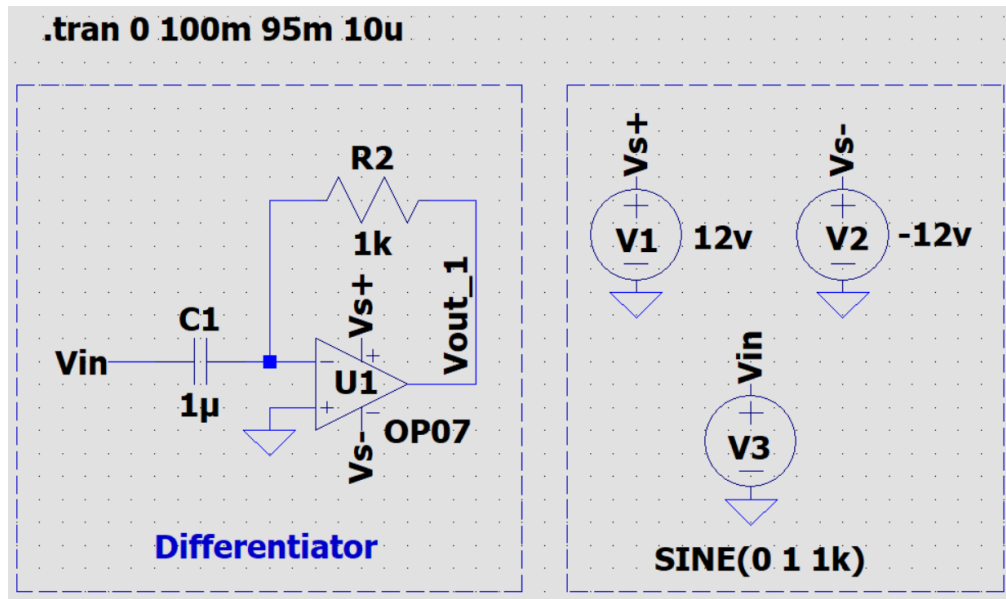 .tran 0 100m 95m 10u
R2
1k
Vs+
Vout_1
C1
Vin
1µ
U1
OP07
Vs-
Differentiator
Vs+
V1
12v
Vs-
V2
-12v
Vin
V3
SINE(0 1 1k)